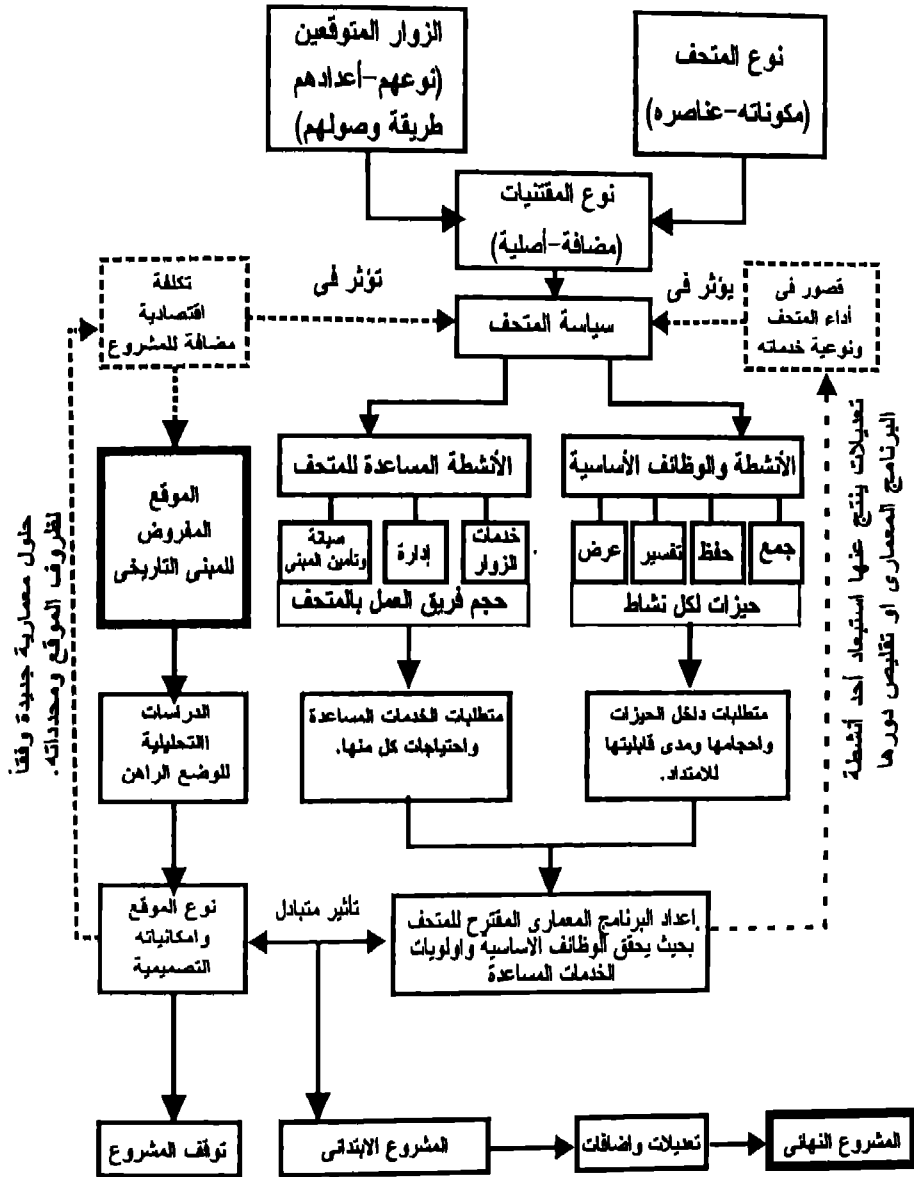 الزوار المتوقعين
(نوعهم-أعدادهم
طريقة وصولهم)
نوع المتحف
(مكوناته-عناصره)
نوع المقتنيات
(مضافة-أصلية)
تكلفة
اقتصادية
مضافة للمشروع
تؤثر فى
سياسة المتحف
يؤثر فى
قصور فى
أداء المتحف
ونوعية خدماته
الأنشطة والوظائف الأساسية
جمع
حفظ
تفسير
عرض
حيزات لكل نشاط
الأنشطة المساعدة للمتحف
خدمات
الزوار
إدارة
صيانة
وتأمين المبنى
حجم فريق العمل بالمتحف
الموقع
المفروض
للمبنى التاريخى
تعديلات ينتج عنها استبعاد أحد أنشطة
البرنامج المعمارى او تقليص دورها
حلول معمارية جديدة وفقاً
لظروف الموقع ومحدداته.
متطلبات داخل الحيزات
واحجامها ومدى قابليتها
للامتداد.
متطلبات الخدمات المساعدة
واحتياجات كل منها.
الدراسات
االتحليلية
للوضع الراهن
اعداد البرنامج المعمارى المقترح للمتحف
بحيث يحقق الوظائف الاساسية واولويات
الخدمات المساعدة
تأثير متبادل
نوع الموقع
وامكانياته
التصميمية
المشروع النهائى
تعديلات واضافات
المشروع الابتدائى
توقف المشروع